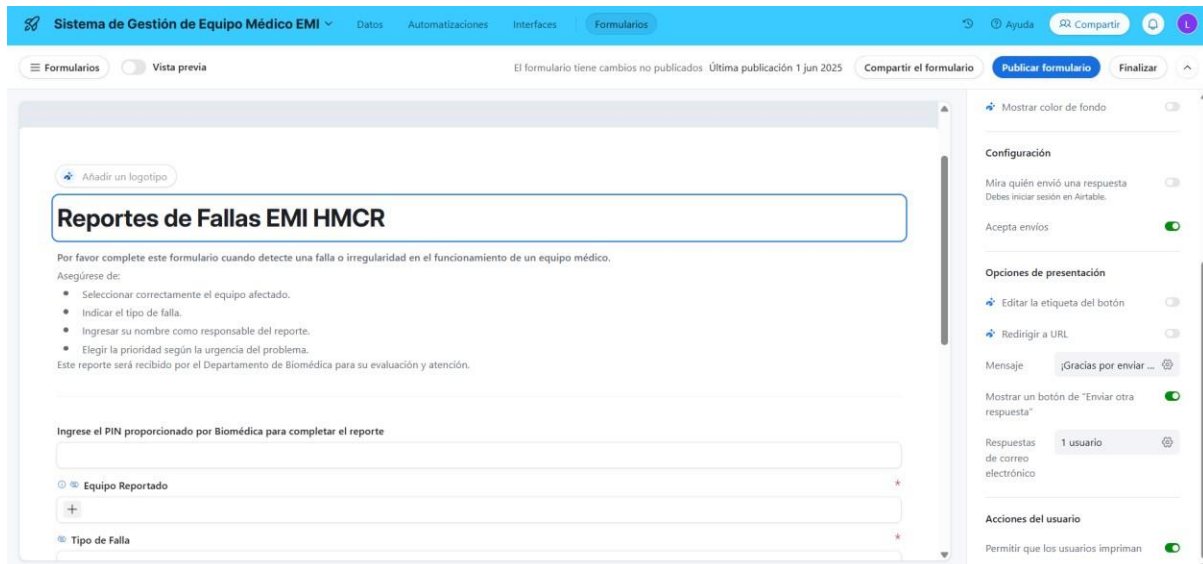 Sistema de Gestión de Equipo Médico EMI
Datos
Automatizaciones
Interfaces
Formularios
Ayuda
Compartir
L
Formularios
Vista previa
El formulario tiene cambios no publicados Última publicación 1 jun 2025
Compartir el formulario
Publicar formulario
Finalizar
Añadir un logotipo
Reportes de Fallas EMI HMCR
Por favor complete este formulario cuando detecte una falla o irregularidad en el funcionamiento de un equipo médico.
Asegúrese de:
• Seleccionar correctamente el equipo afectado.
• Indicar el tipo de falla.
• Ingresar su nombre como responsable del reporte.
• Elegir la prioridad según la urgencia del problema.
Este reporte será recibido por el Departamento de Biomédica para su evaluación y atención.
Ingrese el PIN proporcionado por Biomédica para completar el reporte
Equipo Reportado *
+
Tipo de Falla *
Mostrar color de fondo
Configuración
Mira quién envió una respuesta
Debes iniciar sesión en Airtable.
Acepta envíos
Opciones de presentación
Editar la etiqueta del botón
Redirigir a URL
Mensaje
¡Gracias por enviar ...
Mostrar un botón de "Enviar otra
respuesta"
Respuestas
de correo
electrónico
1 usuario
Acciones del usuario
Permitir que los usuarios impriman